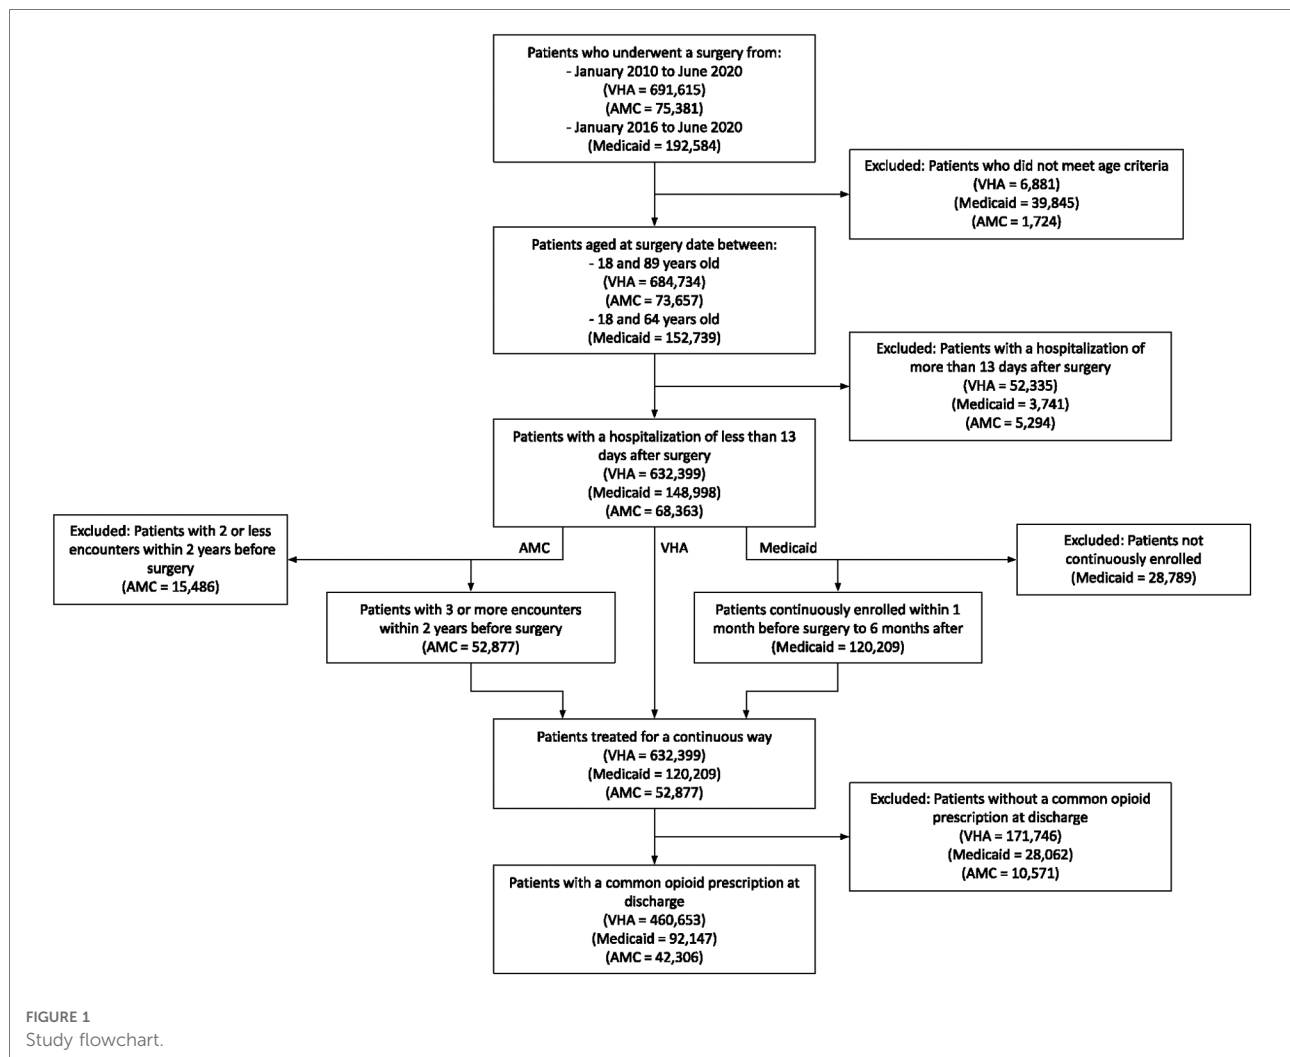 Patients who underwent a surgery from:
- January 2010 to June 2020
(VHA = 691,615)
(AMC = 75,381)
- January 2016 to June 2020
(Medicaid = 192,584)
Excluded: Patients who did not meet age criteria
(VHA = 6,881)
(Medicaid = 39,845)
(AMC = 1,724)
Patients aged at surgery date between:
- 18 and 89 years old
(VHA = 684,734)
(AMC = 73,657)
- 18 and 64 years old
(Medicaid = 152,739)
Excluded: Patients with a hospitalization of
more than 13 days after surgery
(VHA = 52,335)
(Medicaid = 3,741)
(AMC = 5,294)
Patients with a hospitalization of less than 13
days after surgery
(VHA = 632,399)
(Medicaid = 148,998)
(AMC = 68,363)
Excluded: Patients with 2 or less
encounters within 2 years before
surgery
(AMC = 15,486)
AMC
VHA
Medicaid
Excluded: Patients not
continuously enrolled
(Medicaid = 28,789)
Patients with 3 or more encounters
within 2 years before surgery
(AMC = 52,877)
Patients continuously enrolled within 1
month before surgery to 6 months after
(Medicaid = 120,209)
Patients treated for a continuous way
(VHA = 632,399)
(Medicaid = 120,209)
(AMC = 52,877)
Excluded: Patients without a common opioid
prescription at discharge
(VHA = 171,746)
(Medicaid = 28,062)
(AMC = 10,571)
Patients with a common opioid prescription at
discharge
(VHA = 460,653)
(Medicaid = 92,147)
(AMC = 42,306)
FIGURE 1
Study flowchart.